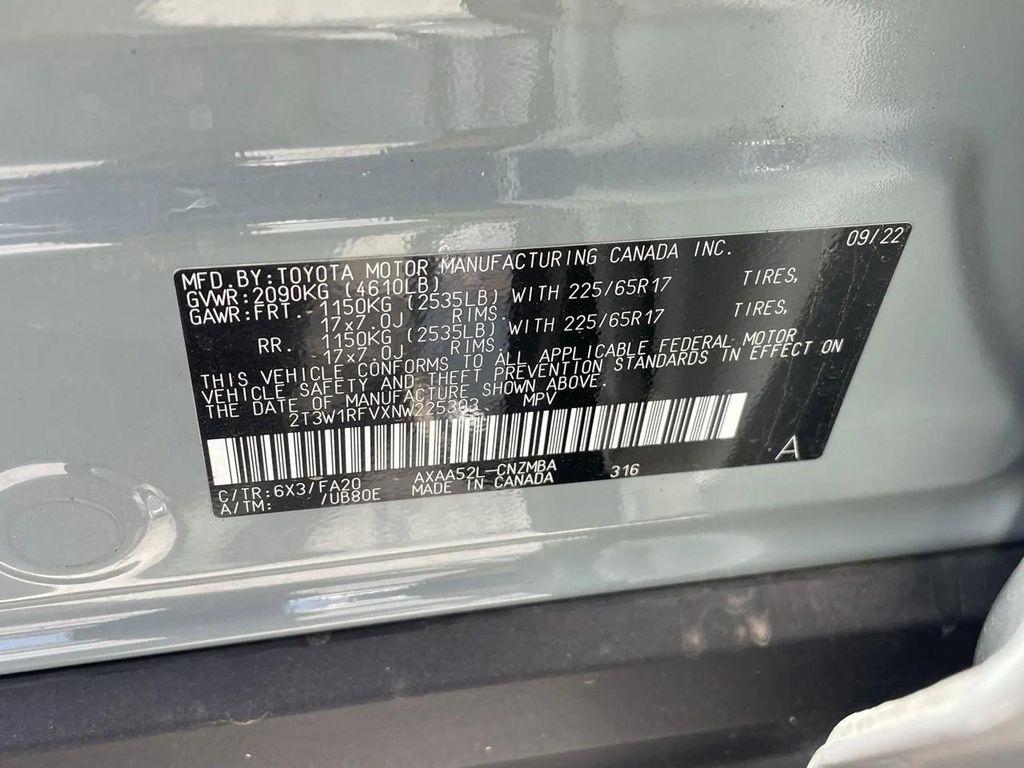 09/22
MFD.BY:TOYOTA MOTOR MANUFACTURING CANADA INC.
GVWR:2090KG (4610LB)
GAWR:FRT. 1150KG (2535LB) WITH 225/65R17 TIRES,
17x7.0J RIMS.
RR. 1150KG (2535LB) WITH 225/65R17 TIRES,
17x7.0J RIMS.
THIS VEHICLE CONFORMS TO ALL APPLICABLE FEDERAL MOTOR
VEHICLE SAFETY AND THEFT PREVENTION STANDARDS IN EFFECT ON
THE DATE OF MANUFACTURE SHOWN ABOVE.
2T3W1RFVXNW225393 MPV
A
C/TR:6X3/FA20 AXAA52L-CNZMBA 316
A/TM: /UB80E MADE IN CANADA